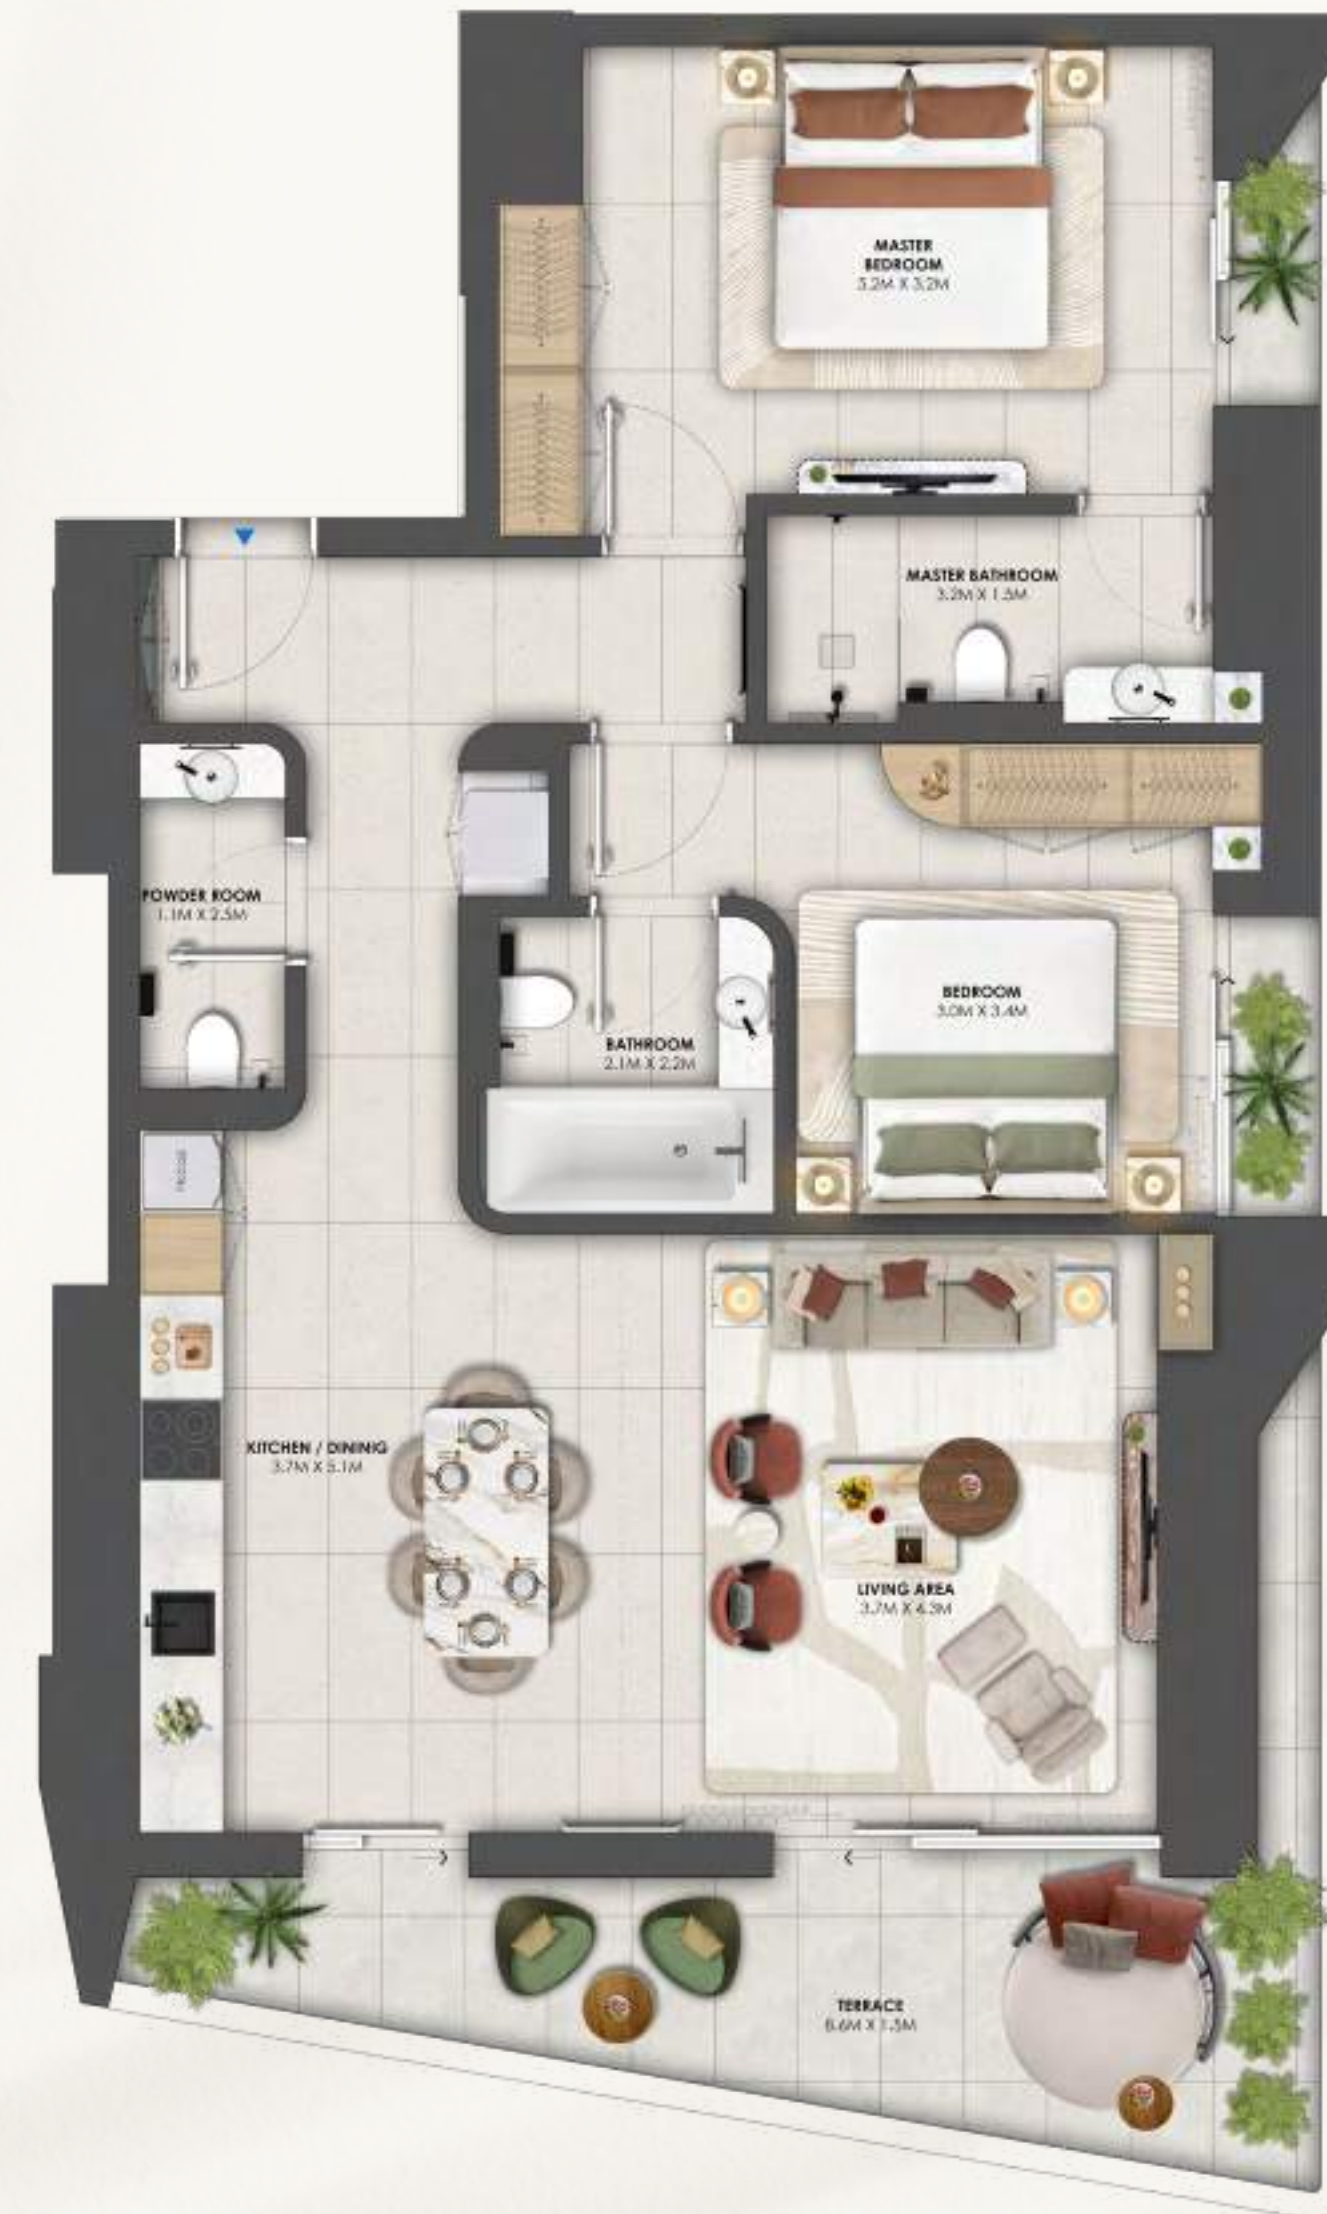 MASTER
BEDROOM
3.2M X 3.2M
MASTER BATHROOM
3.2M X 1.5M
POWDER ROOM
1.1M X 2.5M
BEDROOM
3.0M X 3.4M
BATHROOM
2.1M X 2.2M
FRIDGE
KITCHEN / DINING
3.7M X 5.1M
LIVING AREA
3.7M X 4.3M
TERRACE
8.6M X 1.5M